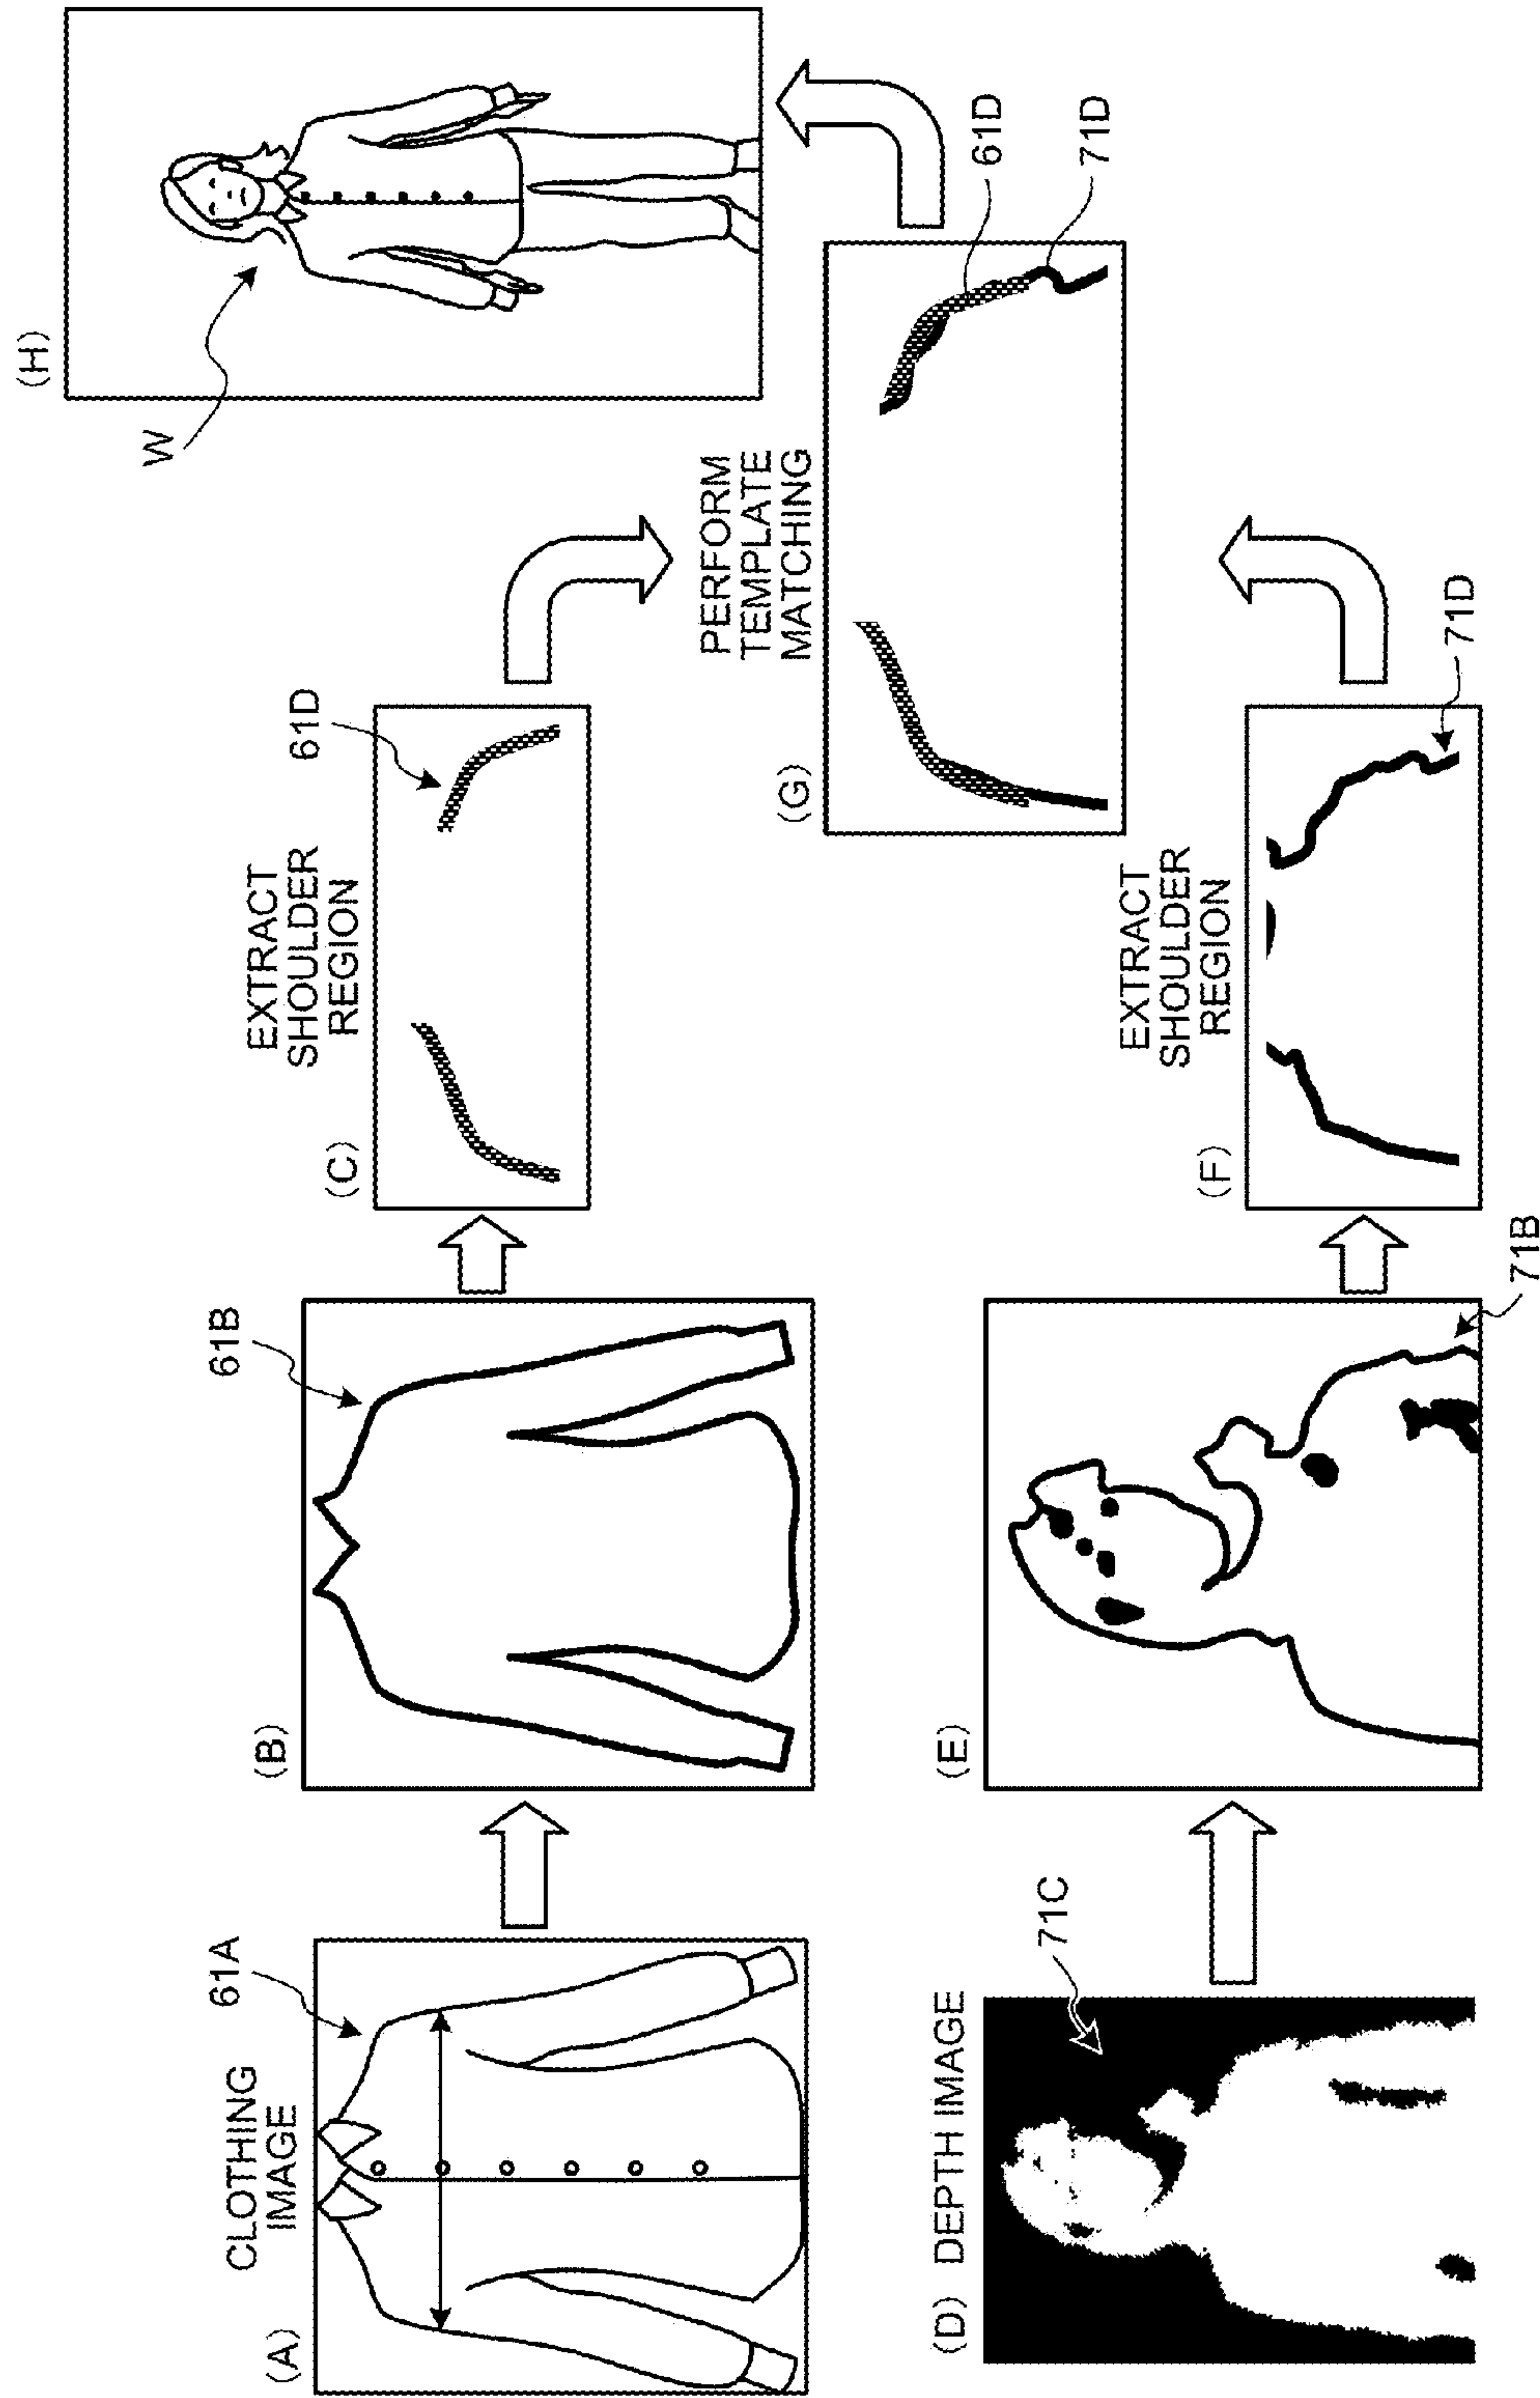 (A)
CLOTHING
IMAGE
61A
(B)
61B
(C)
EXTRACT
SHOULDER
REGION
61D
(D) DEPTH IMAGE
71C
(E)
71B
(F)
EXTRACT
SHOULDER
REGION
71D
(G)
PERFORM
TEMPLATE
MATCHING
61D
71D
(H)
W